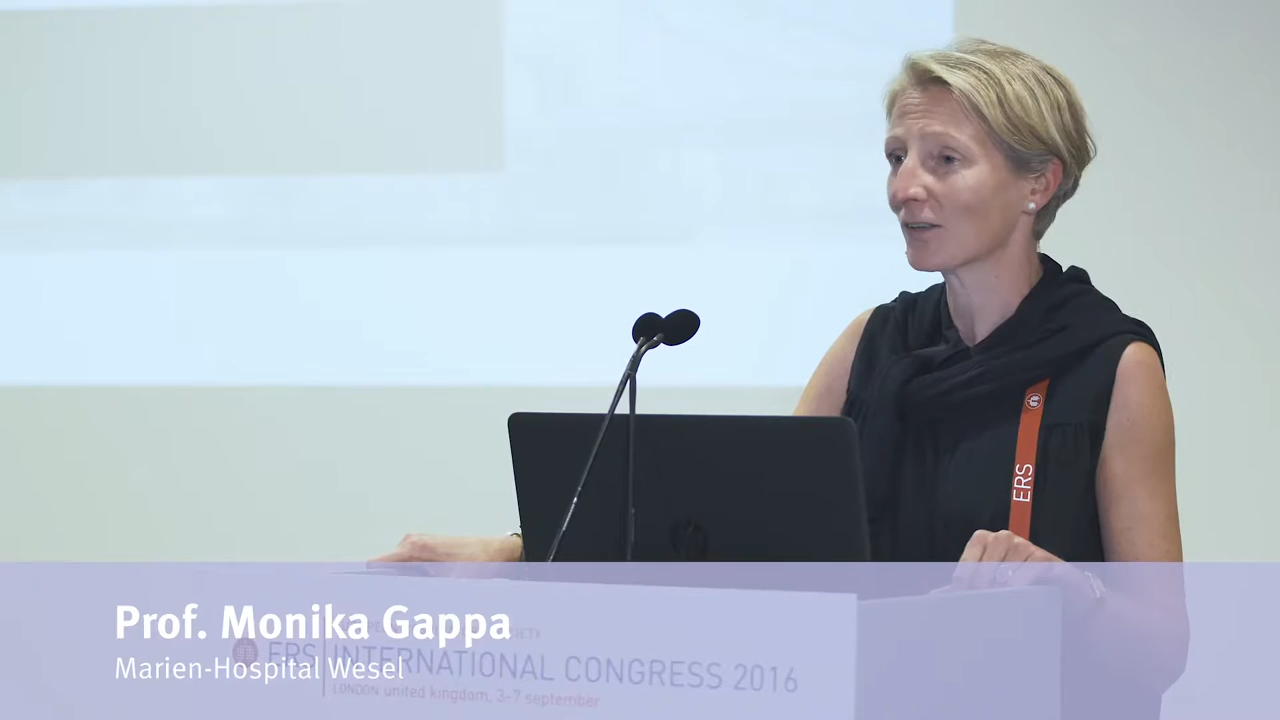 ERS
Prof. Monika Gappa
Marien-Hospital Wesel
ERS INTERNATIONAL CONGRESS 2016
LONDON united kingdom, 3-7 september